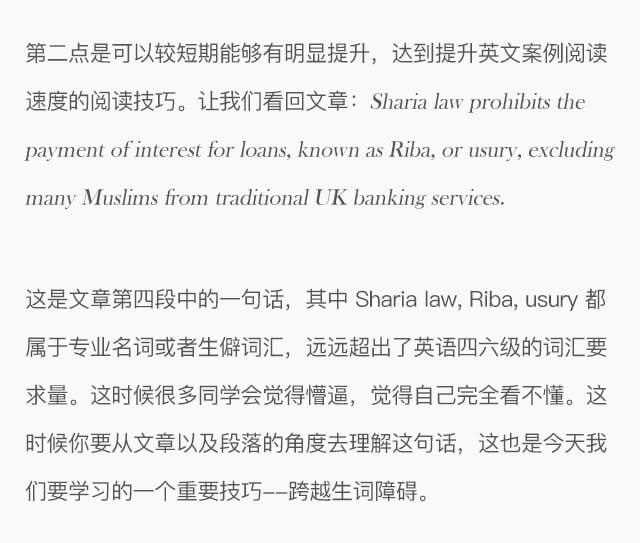 第二点是可以较短期能够有明显提升，达到提升英文案例阅读
速度的阅读技巧。让我们看回文章：Sharia law prohibits the
payment of interest for loans, known as Riba, or usury, excluding
many Muslims from traditional UK banking services.
这是文章第四段中的一句话，其中 Sharia law, Riba, usury 都
属于专业名词或者生僻词汇，远远超出了英语四六级的词汇要
求量。这时候很多同学会觉得懵逼，觉得自己完全看不懂。这
时候你要从文章以及段落的角度去理解这句话，这也是今天我
们要学习的一个重要技巧--跨越生词障碍。